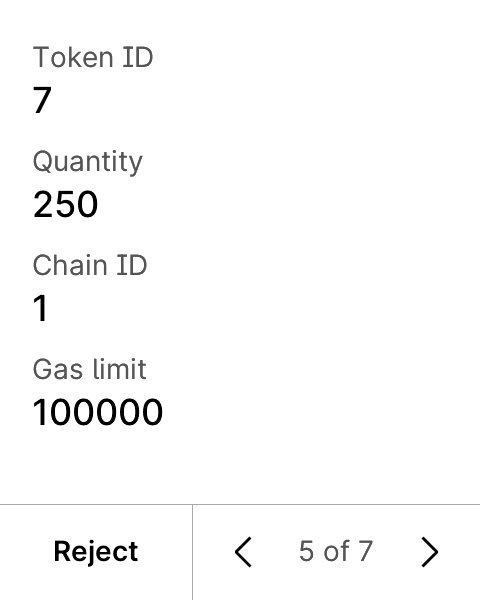 Token ID
7
Quantity
250
Chain ID
1
Gas limit
100000
Reject
5 of 7